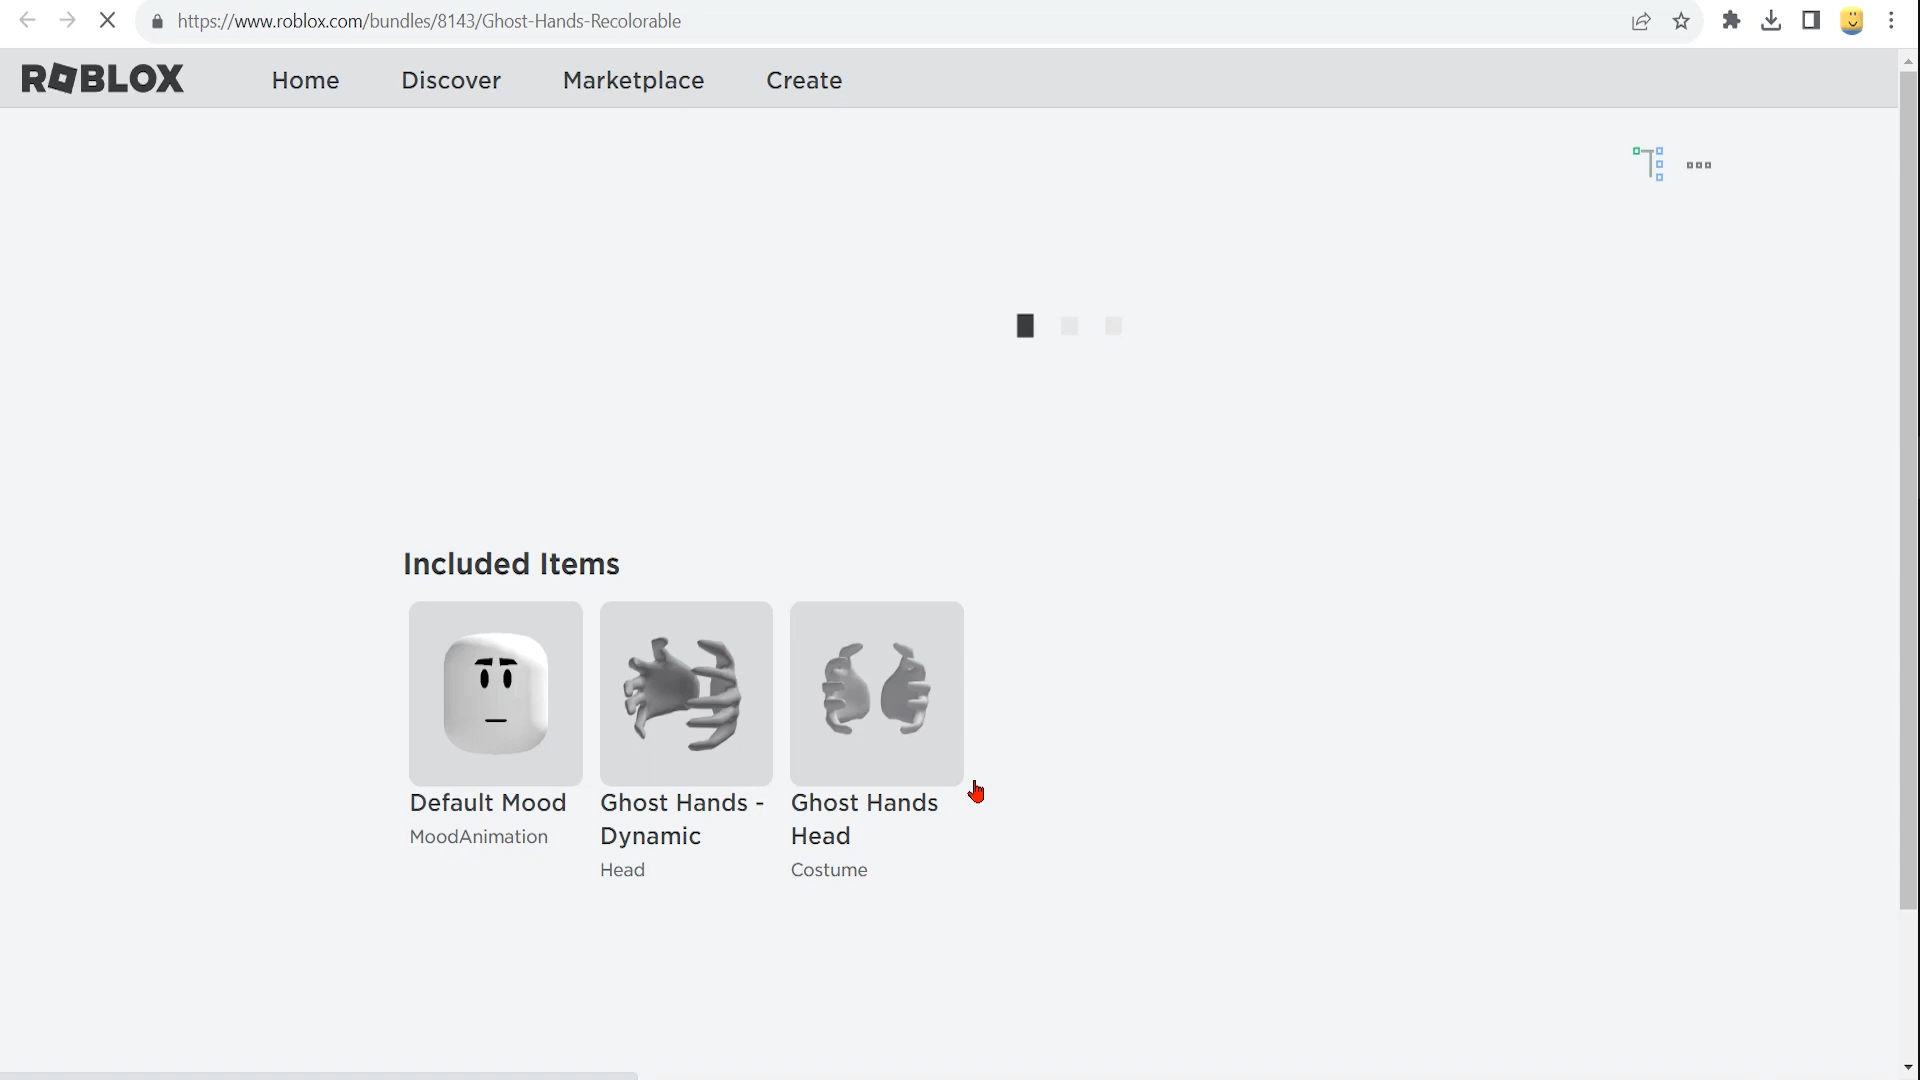 https://www.roblox.com/bundles/8143/Ghost-Hands-Recolorable
ROBLOX Home Discover Marketplace Create
Included Items
Default Mood
MoodAnimation
Ghost Hands -
Dynamic
Head
Ghost Hands
Head
Costume